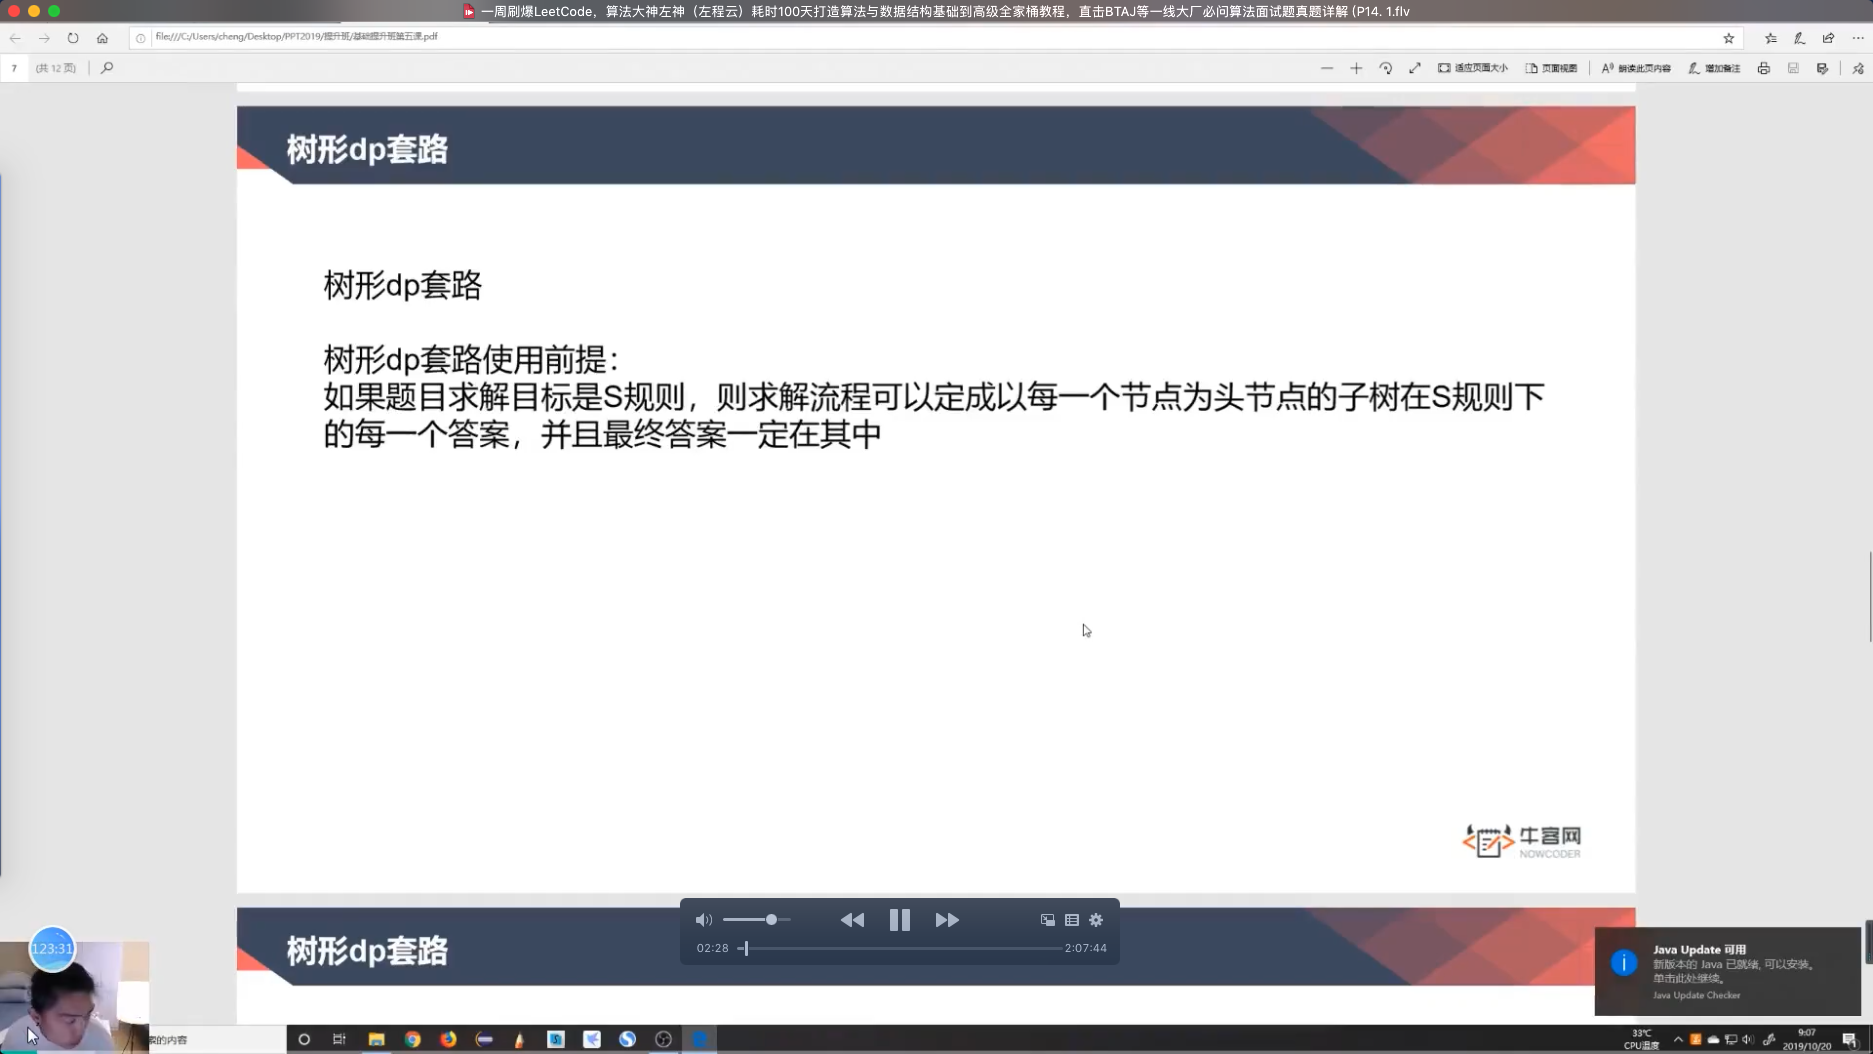 一周刷爆LeetCode，算法大神左神（左程云）耗时100天打造算法与数据结构基础到高级全家桶教程，直击BTAJ等一线大厂必问算法面试题真题详解 (P14. 1.flv
file:///C:/Users/cheng/Desktop/PPT2019/提升班/基础提升班第五课.pdf
7 (共 12 页) 适应页面大小 页面视图 朗读此页内容 增加备注
树形dp套路
树形dp套路
树形dp套路使用前提：
如果题目求解目标是S规则，则求解流程可以定成以每一个节点为头节点的子树在S规则下
的每一个答案，并且最终答案一定在其中
牛客网
NOWCODER
树形dp套路
02:28 2:07:44
123:31
Java Update 可用
新版本的 Java 已就绪, 可以安装。
单击此处继续。
Java Update Checker
索的内容
33℃
CPU温度
9:07
2019/10/20